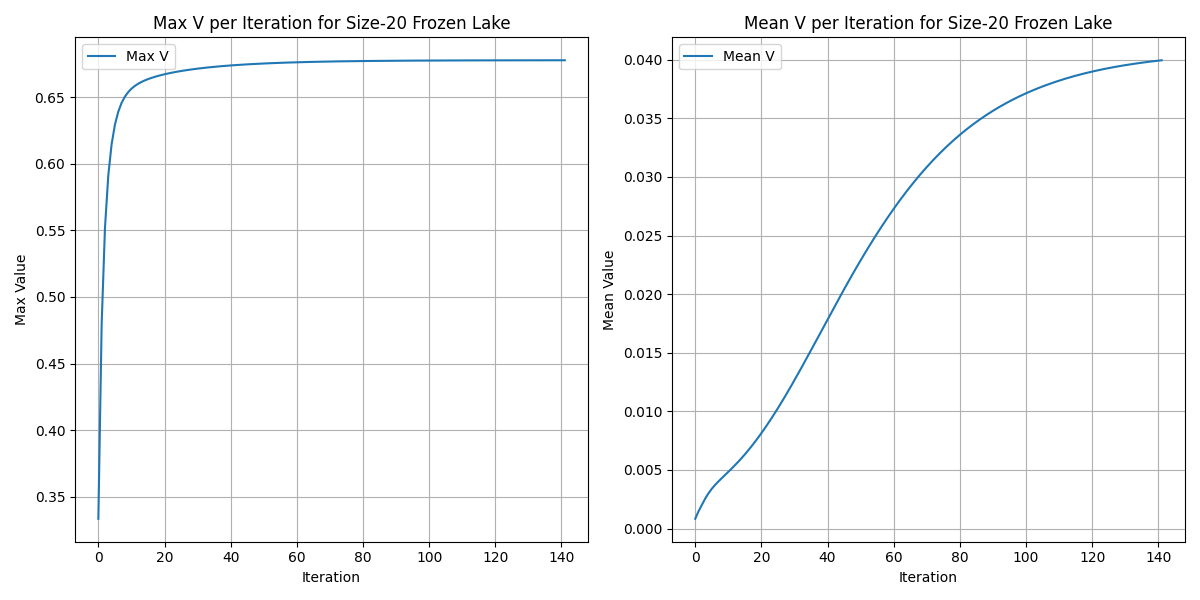 Max V per Iteration for Size-20 Frozen Lake
Max V
0.65
0.60
0.55
0.50
0.45
0.40
0.35
Max Value
0 20 40 60 80 100 120 140
Iteration
Mean V per Iteration for Size-20 Frozen Lake
Mean V
0.040
0.035
0.030
0.025
0.020
0.015
0.010
0.005
0.000
Mean Value
0 20 40 60 80 100 120 140
Iteration